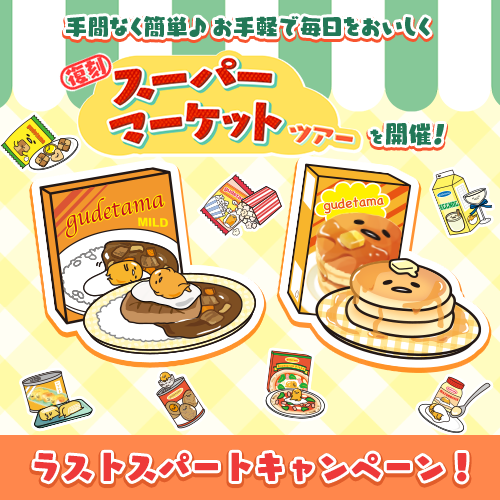 手間なく簡単♪お手軽で毎日をおいしく
復刻
スーパー
マーケットツアーを開催!
gudetama
MILD
gudetama
EGGNOG
ラストスパートキャンペーン!